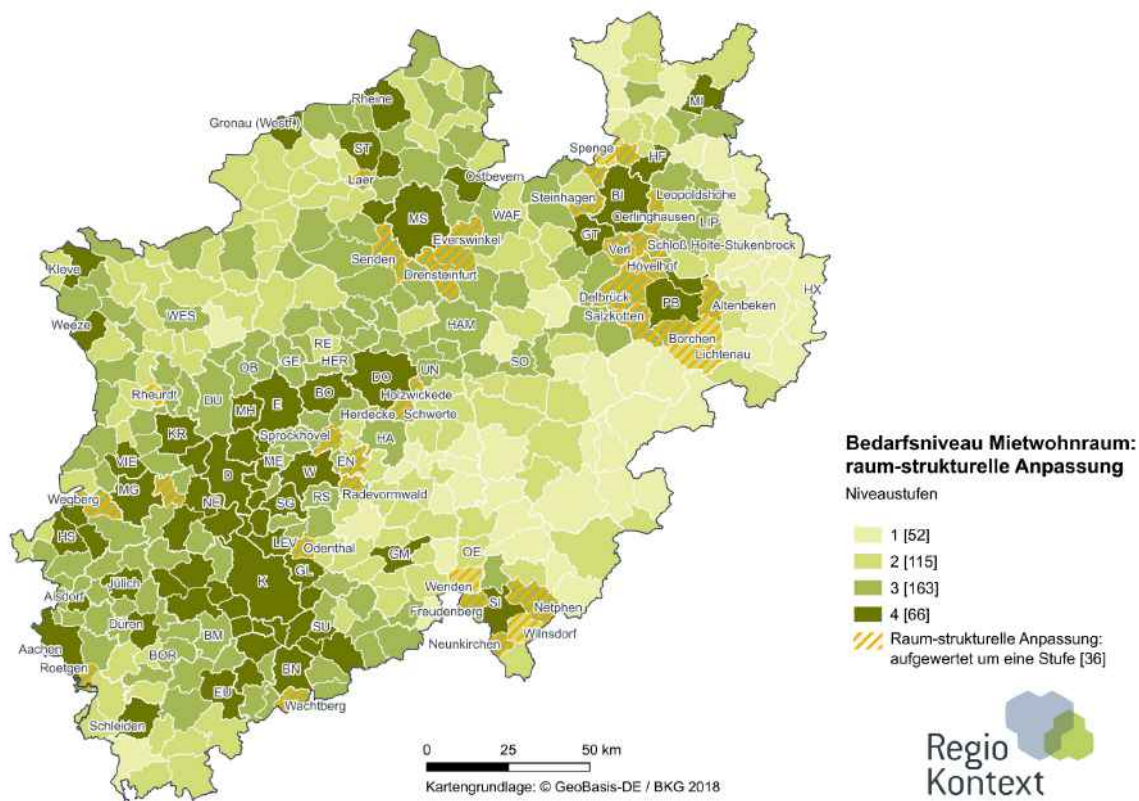 Rheine
MI
Gronau (Westf.)
ST
Spenge
HF
Laer
Ostbevern
Steinhagen
BI
Leopoldshöhe
MS
WAF
Oerlinghausen
LIP
GT
Everswinkel
Verl
Schloß Holte-Stukenbrock
Senden
Kleve
Hövelhof
Drensteinfurt
HX
Delbrück
PB
Altenbeken
WES
Salzkotten
Weeze
HAM
Borchen
RE
Lichtenau
OB
GE
HER
UN
SO
DO
Rheurdt
DU
MH
E
BO
Holzwickede
Herdecke
Schwerte
KR
Sprockhövel
HA
VIE
D
ME
W
EN
Bedarfsniveau Mietwohnraum:
raum-strukturelle Anpassung
Wegberg
MG
NE
SG
RS
Radevormwald
Niveaustufen
HS
LEV
Odenthal
GM
OE
1 [52]
2 [115]
3 [163]
4 [66]
Raum-strukturelle Anpassung:
aufgewertet um eine Stufe [36]
Jülich
K
GL
Wenden
Alsdorf
Freudenberg
SI
Netphen
Düren
BM
SU
Neunkirchen
Wilnsdorf
Aachen
BOR
Roetgen
BN
EU
Wachtberg
Schleiden
0 25 50 km
Kartengrundlage: © GeoBasis-DE / BKG 2018
Regio
Kontext